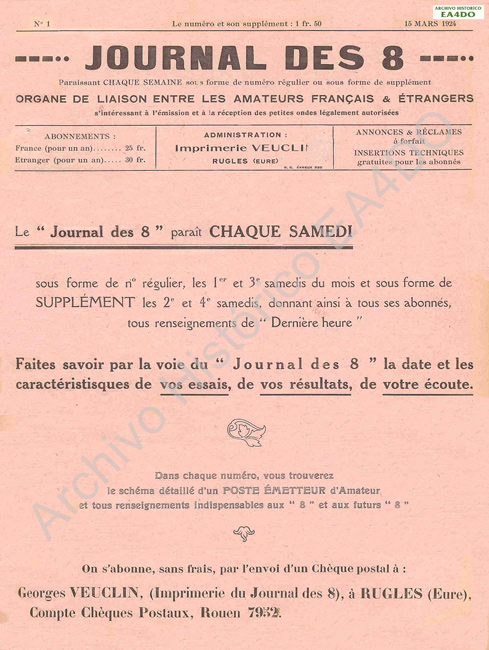 ARCHIVO HISTORICO
EA4DO
N° 1
Le numéro et son supplément : 1 fr. 50
15 MARS 1924
JOURNAL DES 8
Paraissant CHAQUE SEMAINE sous forme de numéro régulier ou sous forme de supplément
ORGANE DE LIAISON ENTRE LES AMATEURS FRANÇAIS & ÉTRANGERS
s'intéressant à l'émission et à la réception des petites ondes légalement autorisées
ABONNEMENTS :
France (pour un an)....... 25 fr.
Etranger (pour un an)..... 30 fr.
ADMINISTRATION :
Imprimerie VEUCLIN
RUGLES (EURE)
ANNONCES & RÉCLAMES
à forfait
INSERTIONS TECHNIQUES
gratuites pour les abonnés
Le " Journal des 8 " paraît CHAQUE SAMEDI
sous forme de n° régulier, les 1er et 3e samedis du mois et sous forme de
SUPPLÉMENT les 2e et 4e samedis, donnant ainsi à tous ses abonnés,
tous renseignements de " Dernière heure "
Faites savoir par la voie du " Journal des 8 " la date et les
caractéristisques de vos essais, de vos résultats, de votre écoute.
Dans chaque numéro, vous trouverez
le schéma détaillé d'un POSTE ÉMETTEUR d'Amateur
et tous renseignements indispensables aux " 8 " et aux futurs " 8 "
On s'abonne, sans frais, par l'envoi d'un Chèque postal à :
Georges VEUCLIN, (Imprimerie du Journal des 8), à RUGLES (Eure),
Compte Chèques Postaux, Rouen 7952.
Archivo Historico EA4DO